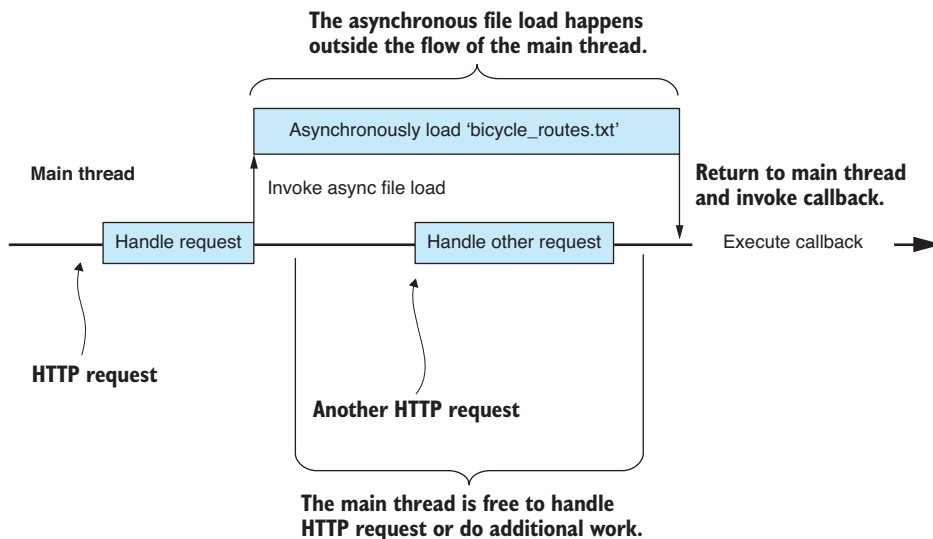 The asynchronous file load happens
outside the flow of the main thread.
Asynchronously load ‘bicycle_routes.txt’
Main thread
Invoke async file load
Return to main thread
and invoke callback.
Handle request
Handle other request
Execute callback
HTTP request
Another HTTP request
The main thread is free to handle
HTTP request or do additional work.